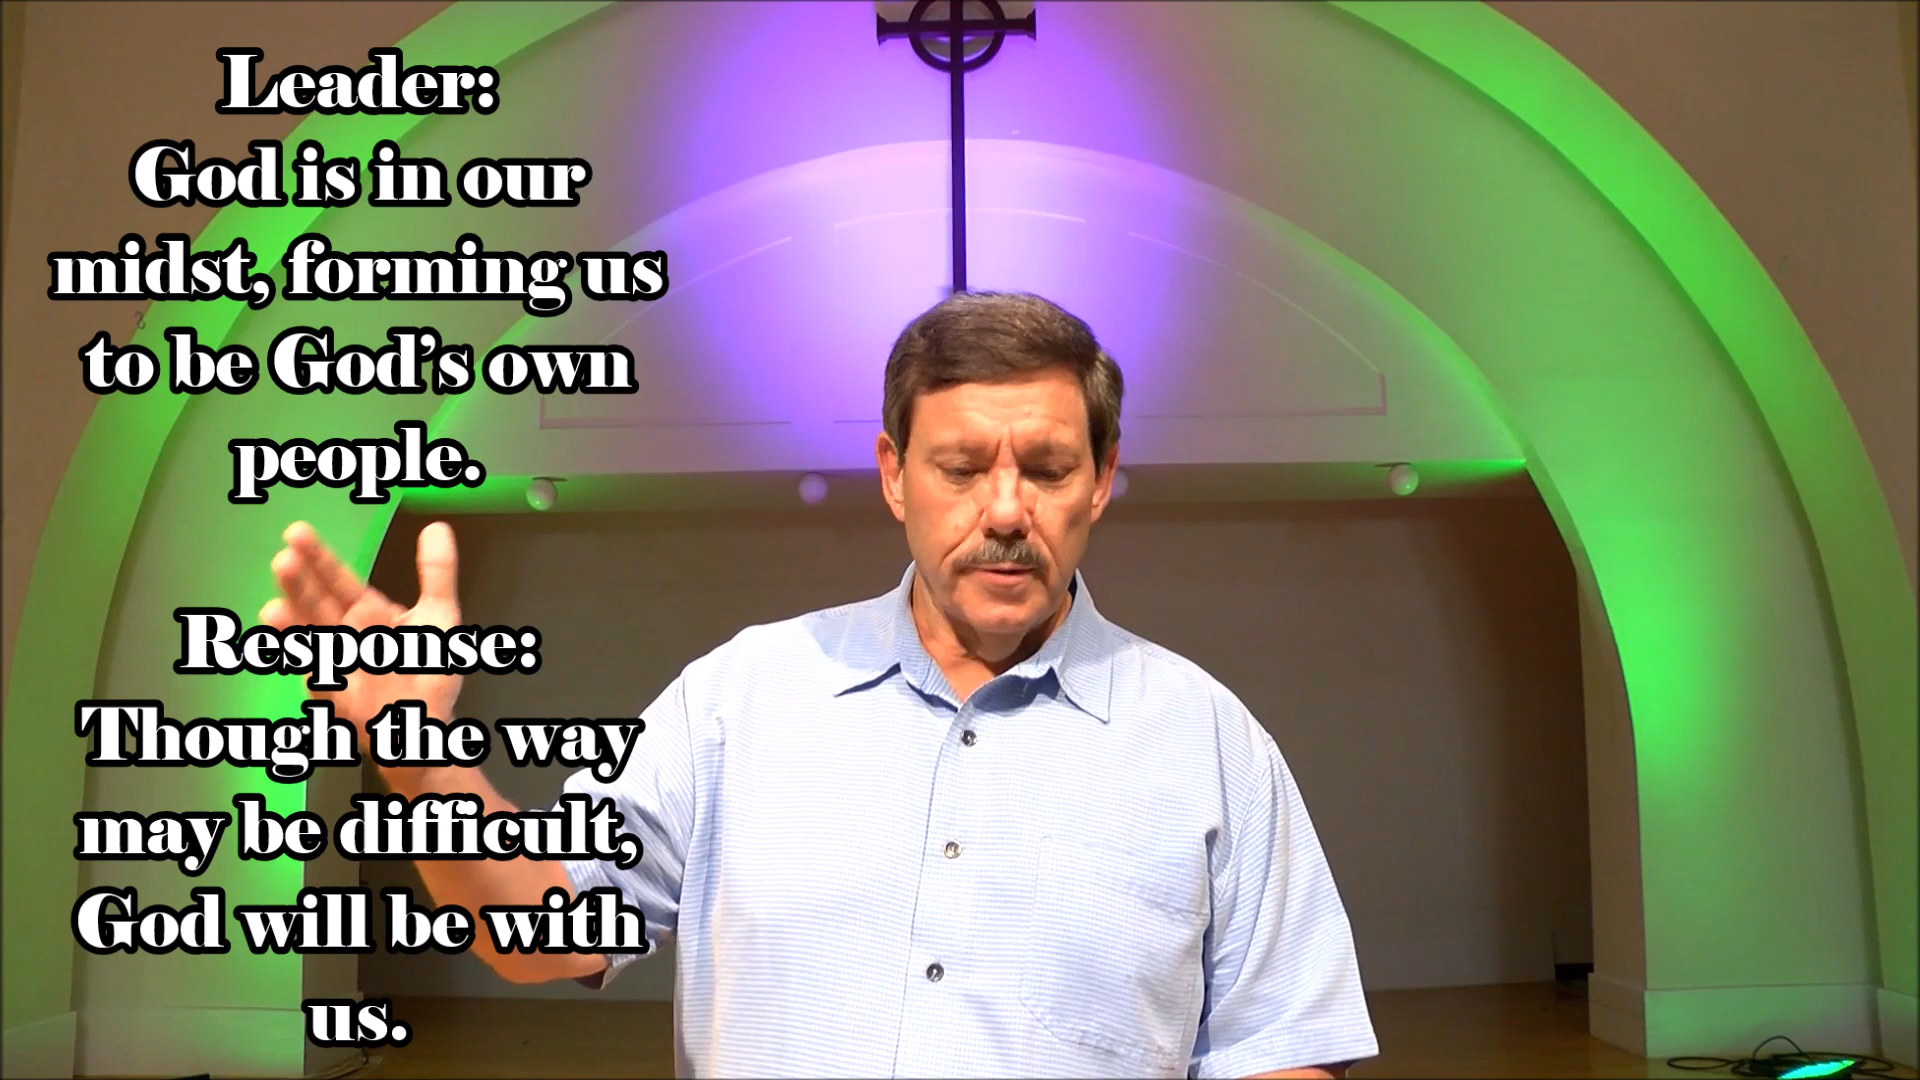 Leader:
God is in our
midst, forming us
to be God’s own
people.
Response:
Though the way
may be difficult,
God will be with
us.